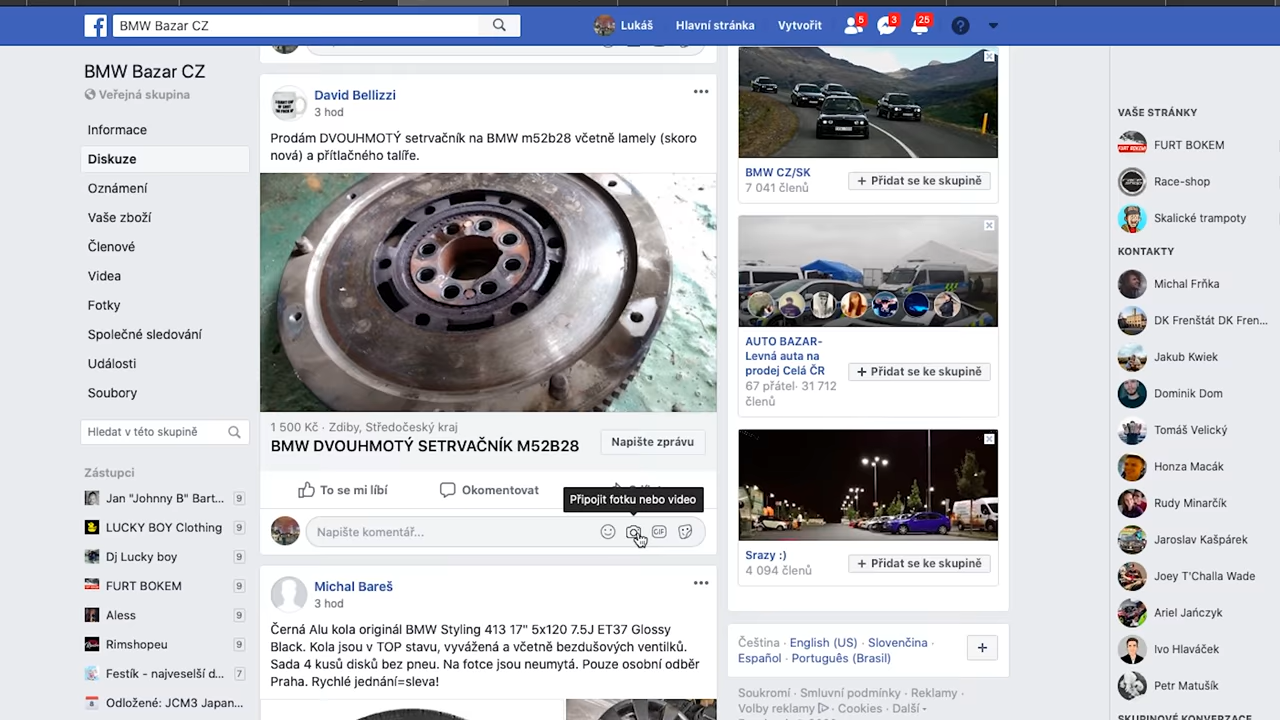 BMW Bazar CZ
Lukáš
Hlavní stránka
Vytvořit
5
3
25
?
BMW Bazar CZ
Veřejná skupina
Informace
Diskuze
Oznámení
Vaše zboží
Členové
Videa
Fotky
Společné sledování
Události
Soubory
Hledat v této skupině
Zástupci
Jan "Johnny B" Bart... 9
LUCKY BOY Clothing 9
Dj Lucky boy 9
FURT BOKEM 9
Aless 9
Rimshopeu 9
Festík - najveselší d... 7
Odložené: JCM3 Japan...
David Bellizzi
3 hod
Prodám DVOUHMOTÝ setrvačník na BMW m52b28 včetně lamely (skoro
nová) a přítlačného talíře.
1 500 Kč · Zdiby, Středočeský kraj
BMW DVOUHMOTÝ SETRVAČNÍK M52B28
Napište zprávu
To se mi líbí
Okomentovat
Připojit fotku nebo video
Napište komentář...
GIF
Michal Bareš
3 hod
Černá Alu kola originál BMW Styling 413 17" 5x120 7.5J ET37 Glossy
Black. Kola jsou v TOP stavu, vyvážená a včetně bezdušových ventilků.
Sada 4 kusů disků bez pneu. Na fotce jsou neumytá. Pouze osobní odběr
Praha. Rychlé jednání=sleva!
BMW CZ/SK
7 041 členů
+ Přidat se ke skupině
AUTO BAZAR-
Levná auta na
prodej Celá ČR
67 přátel· 31 712
členů
+ Přidat se ke skupině
Srazy :)
4 094 členů
+ Přidat se ke skupině
Čeština · English (US) · Slovenčina ·
Español · Português (Brasil)
+
Soukromí · Smluvní podmínky · Reklamy ·
Volby reklamy · Cookies · Další
VAŠE STRÁNKY
FURT BOKEM
Race-shop
Skalické trampoty
KONTAKTY
Michal Frňka
DK Frenštát DK Fren...
Jakub Kwiek
Dominik Dom
Tomáš Velický
Honza Macák
Rudy Minarčík
Jaroslav Kašpárek
Joey T'Challa Wade
Ariel Jańczyk
Ivo Hlaváček
Petr Matušík
SKUPINOVÉ KONVERZACE